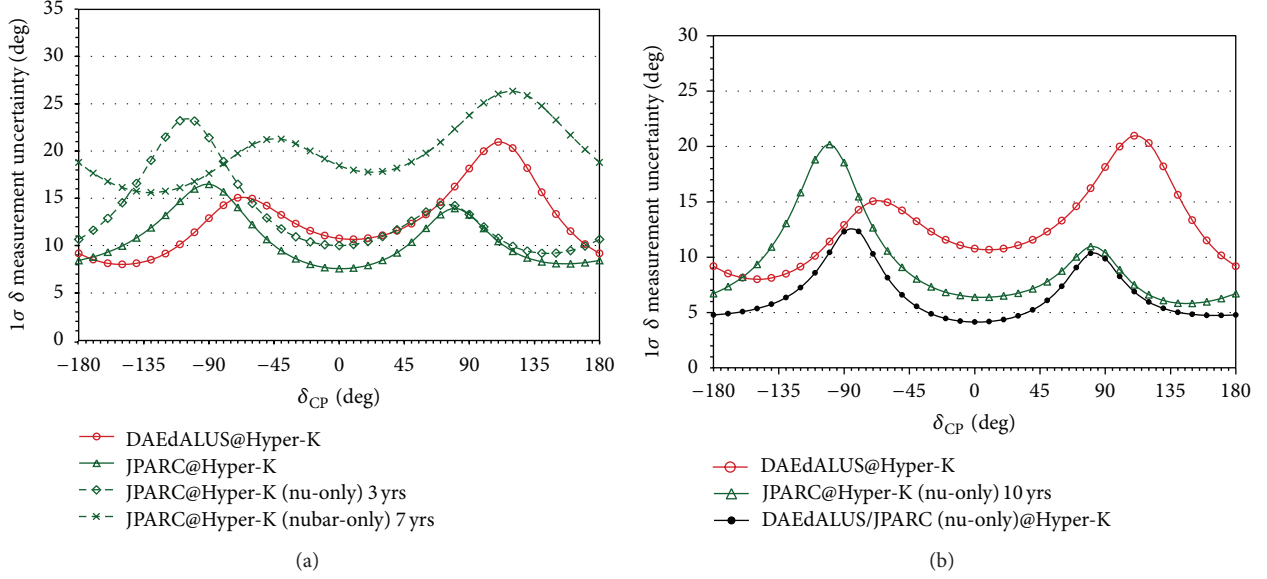 1σ δ measurement uncertainty (deg)
35
30
25
20
15
10
5
0
−180
−135
−90
−45
0
45
90
135
180
δCP (deg)
DAEdALUS@Hyper-K
JPARC@Hyper-K
JPARC@Hyper-K (nu-only) 3 yrs
JPARC@Hyper-K (nubar-only) 7 yrs
(a)
1σ δ measurement uncertainty (deg)
30
25
20
15
10
5
0
−180
−135
−90
−45
0
45
90
135
180
δCP (deg)
DAEdALUS@Hyper-K
JPARC@Hyper-K (nu-only) 10 yrs
DAEdALUS/JPARC (nu-only)@Hyper-K
(b)